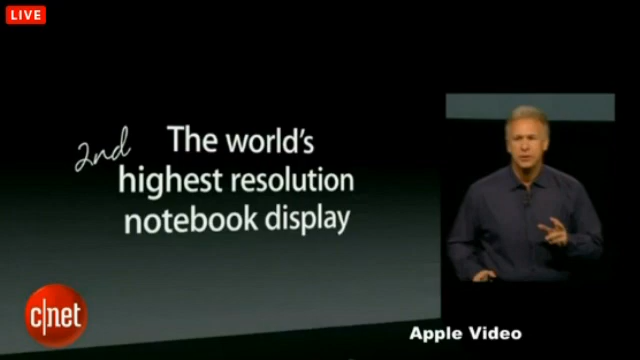 LIVE
2nd
The world's
highest resolution
notebook display
c|net
Apple Video